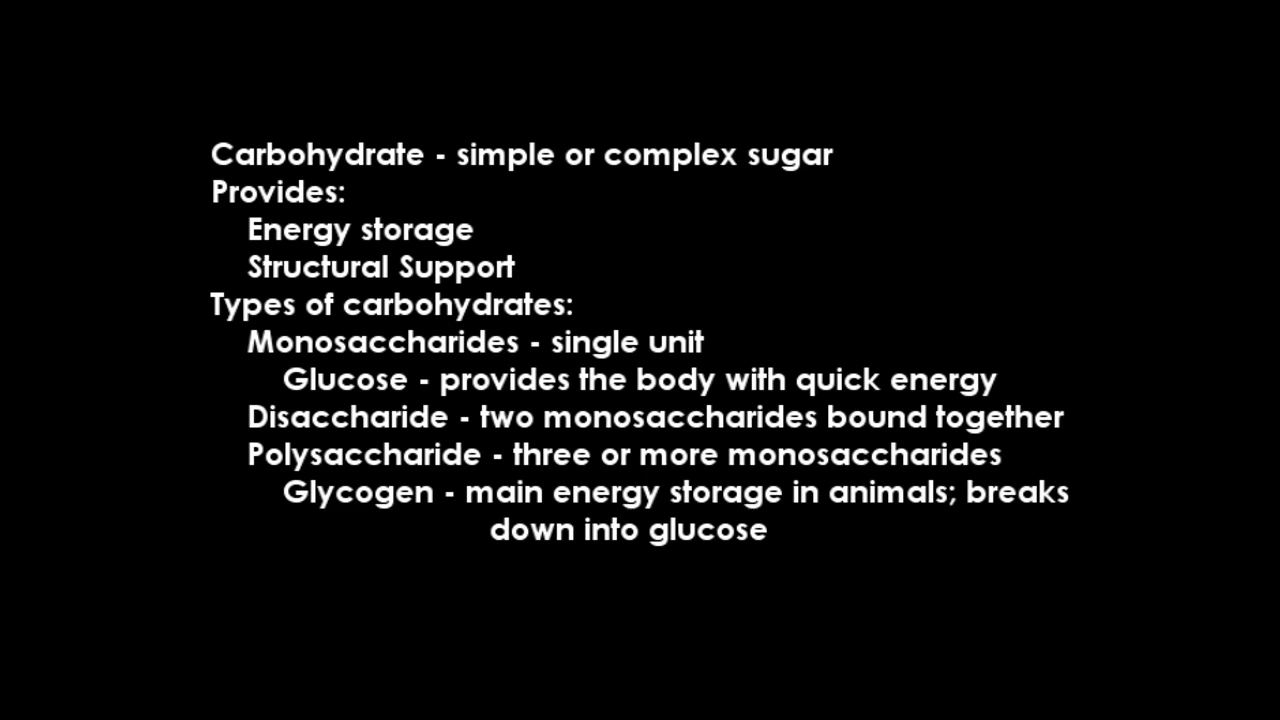 Carbohydrate - simple or complex sugar
Provides:
Energy storage
Structural Support
Types of carbohydrates:
Monosaccharides - single unit
Glucose - provides the body with quick energy
Disaccharide - two monosaccharides bound together
Polysaccharide - three or more monosaccharides
Glycogen - main energy storage in animals; breaks
down into glucose